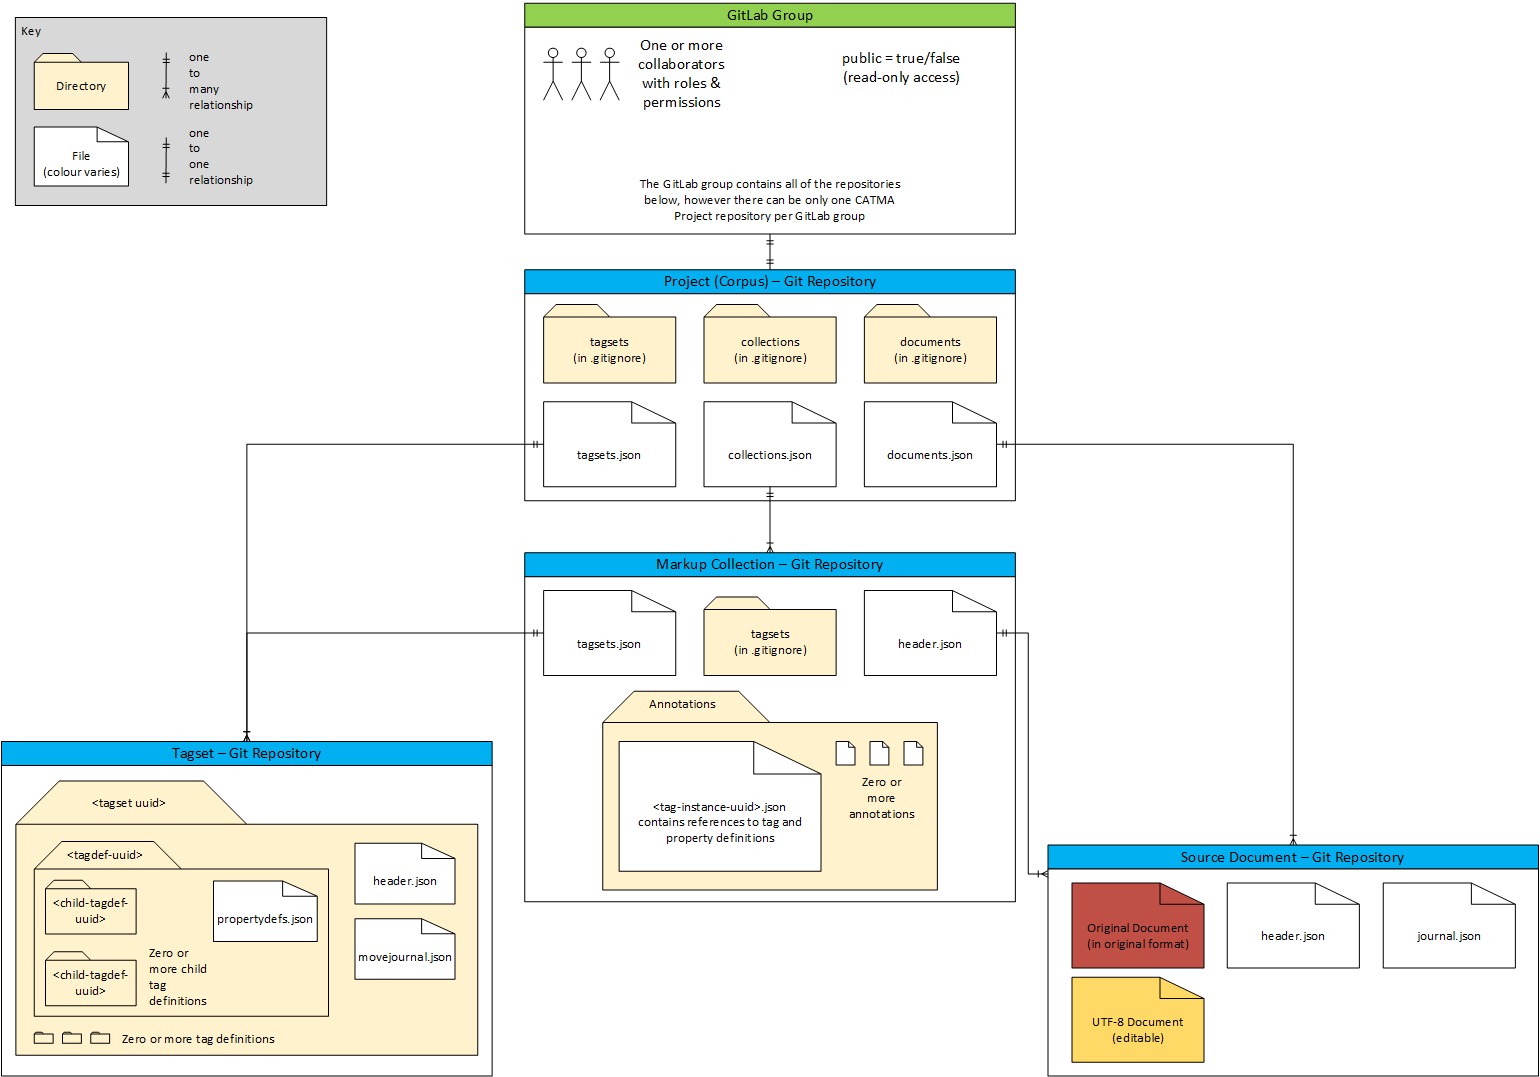 Key
Directory
one
to
many
relationship
File
(colour varies)
one
to
one
relationship
GitLab Group
One or more
collaborators
with roles &
permissions
public = true/false
(read-only access)
The GitLab group contains all of the repositories
below, however there can be only one CATMA
Project repository per GitLab group
Project (Corpus) – Git Repository
tagsets
(in .gitignore)
collections
(in .gitignore)
documents
(in .gitignore)
tagsets.json
collections.json
documents.json
Markup Collection – Git Repository
tagsets.json
tagsets
(in .gitignore)
header.json
Annotations
<tag-instance-uuid>.json
contains references to tag and
property definitions
Zero or
more
annotations
Tagset – Git Repository
<tagset uuid>
<tagdef-uuid>
<child-tagdef-
uuid>
propertydefs.json
<child-tagdef-
uuid>
Zero or
more child
tag
definitions
header.json
movejournal.json
Zero or more tag definitions
Source Document – Git Repository
Original Document
(in original format)
header.json
journal.json
UTF-8 Document
(editable)